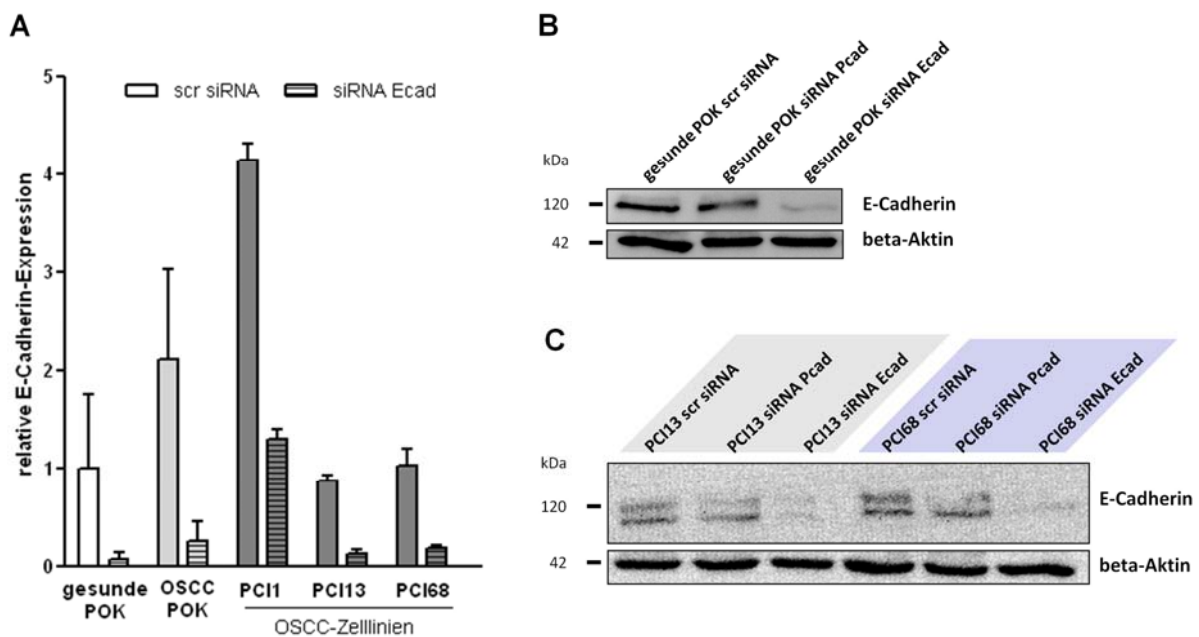 A
relative E-Cadherin-Expression
5
4
3
2
1
0
scr siRNA
siRNA Ecad
gesunde
POK
OSCC
POK
PCI1
PCI13
PCI68
OSCC-Zelllinien
B
gesunde POK scr siRNA
gesunde POK siRNA Pcad
gesunde POK siRNA Ecad
kDa
120
E-Cadherin
42
beta-Aktin
C
PCI13 scr siRNA
PCI13 siRNA Pcad
PCI13 siRNA Ecad
PCI68 scr siRNA
PCI68 siRNA Pcad
PCI68 siRNA Ecad
kDa
120
E-Cadherin
42
beta-Aktin